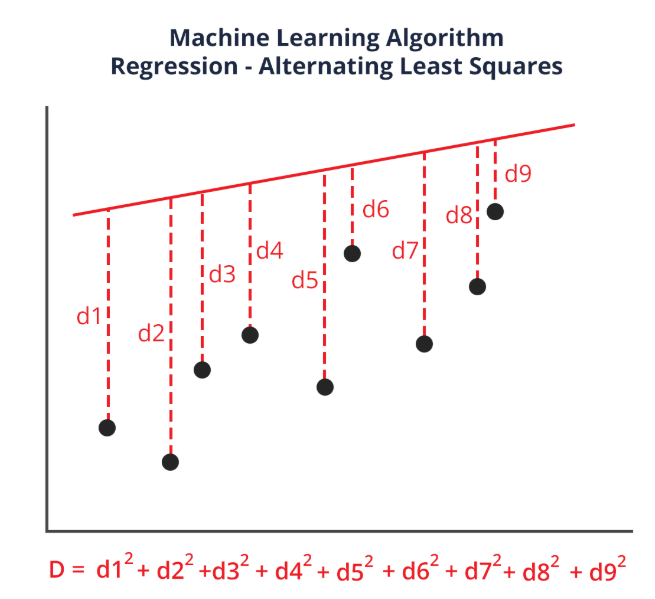 Machine Learning Algorithm
Regression - Alternating Least Squares
d9
d6
d8
d4
d7
d3
d5
d1
d2
D = d1² + d2² +d3² + d4² + d5² + d6² + d7² + d8² + d9²